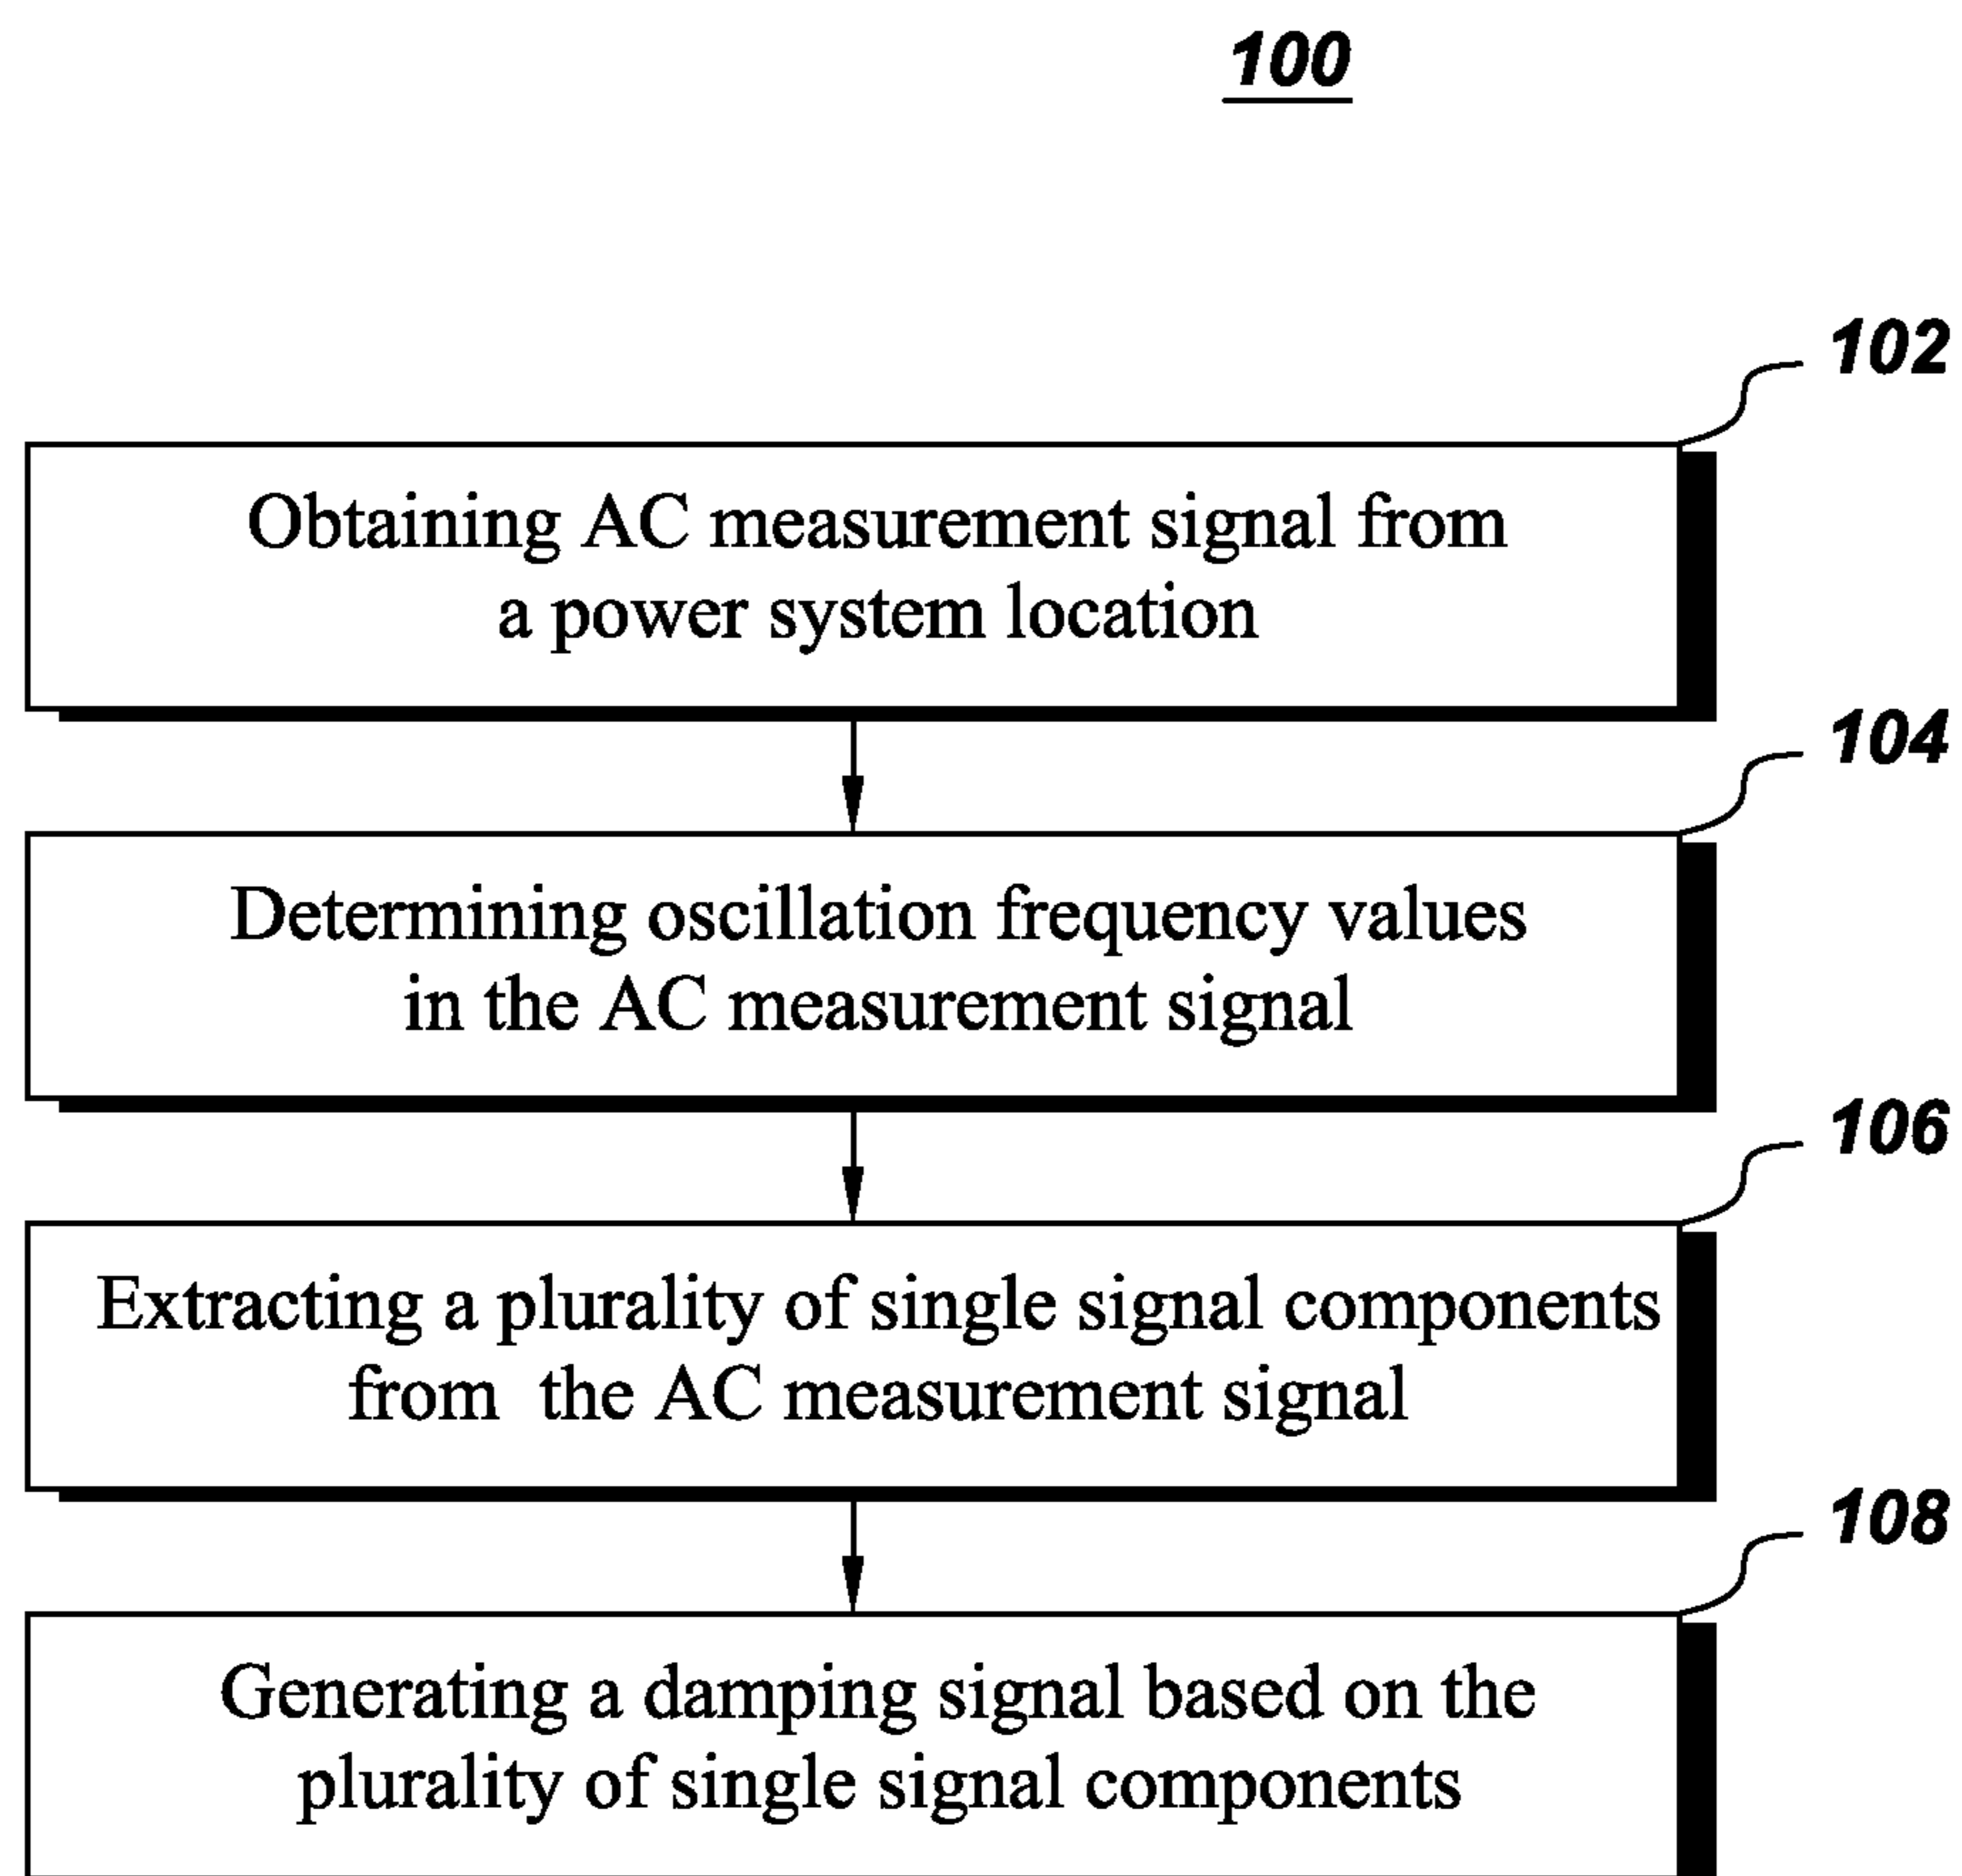 100
102
Obtaining AC measurement signal from
a power system location
104
Determining oscillation frequency values
in the AC measurement signal
106
Extracting a plurality of single signal components
from the AC measurement signal
108
Generating a damping signal based on the
plurality of single signal components